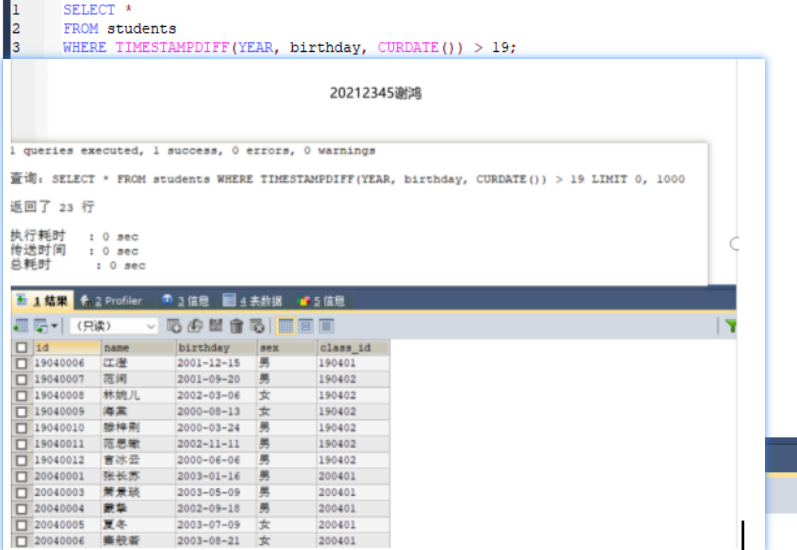 1 SELECT *
2 FROM students
3 WHERE TIMESTAMPDIFF(YEAR, birthday, CURDATE()) > 19;
20212345谢鸿
1 queries executed, 1 success, 0 errors, 0 warnings
查询: SELECT * FROM students WHERE TIMESTAMPDIFF(YEAR, birthday, CURDATE()) > 19 LIMIT 0, 1000
返回了 23 行
执行耗时 : 0 sec
传送时间 : 0 sec
总耗时 : 0 sec
1 结果 2 Profiler 3 信息 4 表数据 5 信息
(只读)
id name birthday sex class_id
19040006 江澄 2001-12-15 男 190401
19040007 范闲 2001-09-20 男 190402
19040008 林婉儿 2002-03-06 女 190402
19040009 海棠 2000-08-13 女 190402
19040010 滕梓荆 2000-03-24 男 190402
19040011 范思辙 2002-11-11 男 190402
19040012 言冰云 2000-06-06 男 190402
20040001 张长苏 2003-01-16 男 200401
20040003 萧景琰 2003-05-09 男 200401
20040004 蒙挚 2002-09-18 男 200401
20040005 夏冬 2003-07-09 女 200401
20040006 秦般若 2003-08-21 女 200401